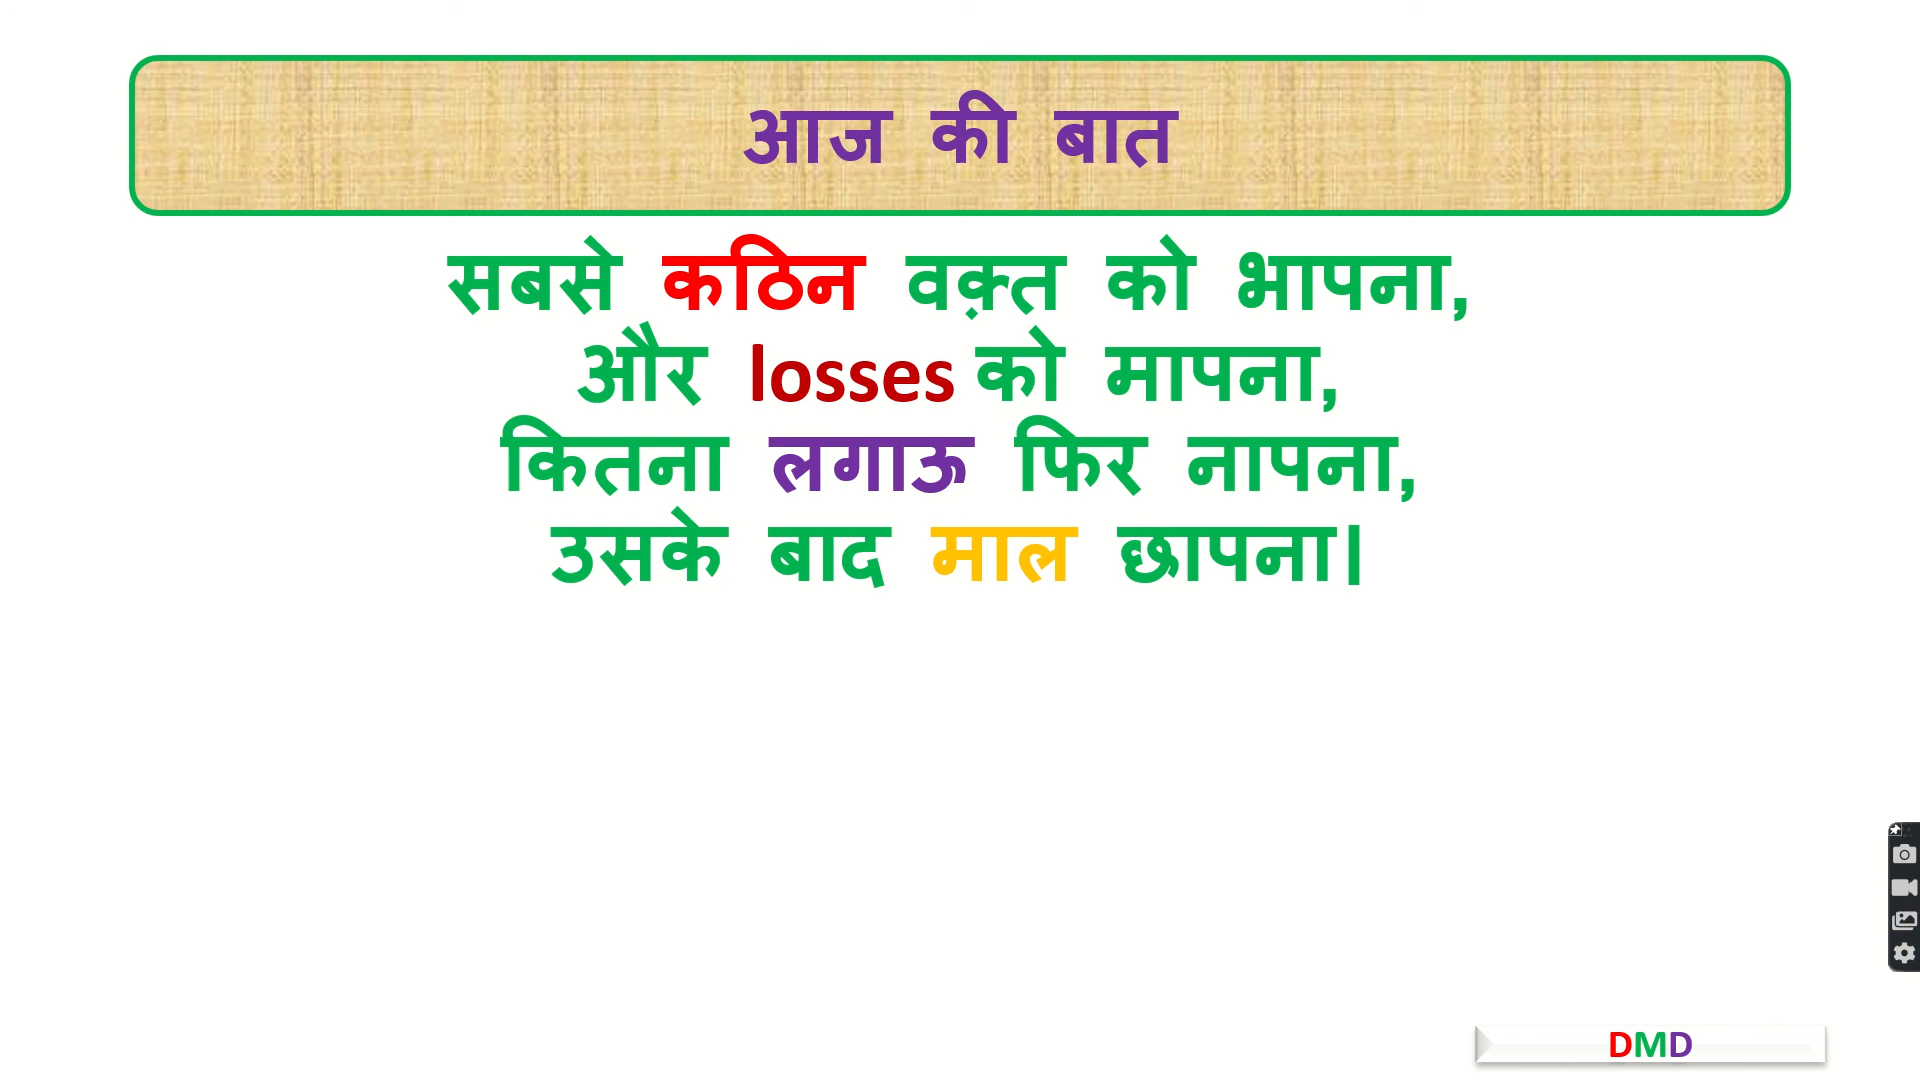 आज की बात
सबसे कठिन वक़्त को भापना,
और losses को मापना,
कितना लगाऊ फिर नापना,
उसके बाद माल छापना।
DMD